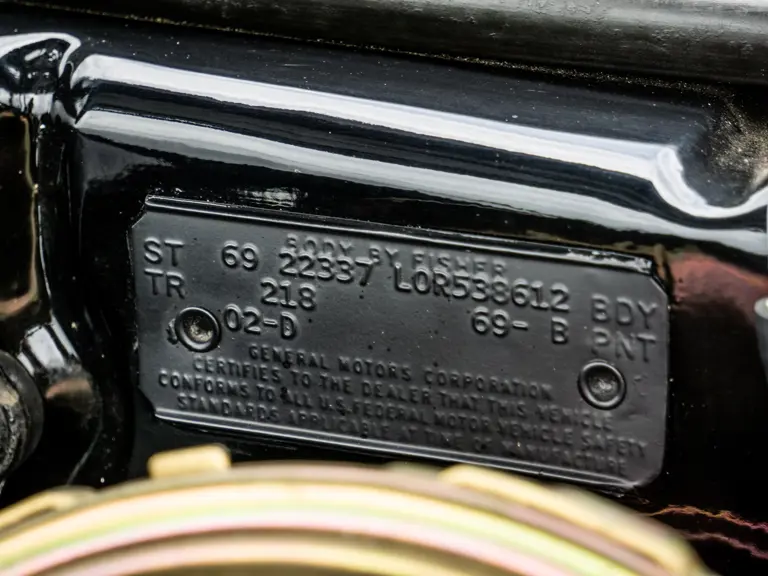 BODY BY FISHER
ST 69 22337 LOR538612 BDY
TR 218 69- B PNT
02-D
GENERAL MOTORS CORPORATION
CERTIFIES TO THE DEALER THAT THIS VEHICLE
CONFORMS TO ALL U.S. FEDERAL MOTOR VEHICLE SAFETY
STANDARDS APPLICABLE AT TIME OF MANUFACTURE